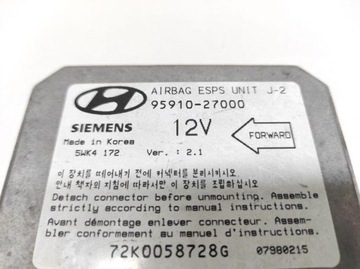 AIRBAG ESPS UNIT J-2
95910-27000
SIEMENS 12V
FORWARD
Made in Korea
5WK4 172 Ver. : 2.1
이 장치를 떼어내기 전에 커넥터를 분리하시오
안내 책자의 지침에 따라서만 이 장치를 조립하십시오
Detach connector before unmounting. Assemble
strictly according to manual instructions.
Avant démontage enlever connecteur. Assem-
bler conformement au manuel d'instructions.
72K0058728G 07980215